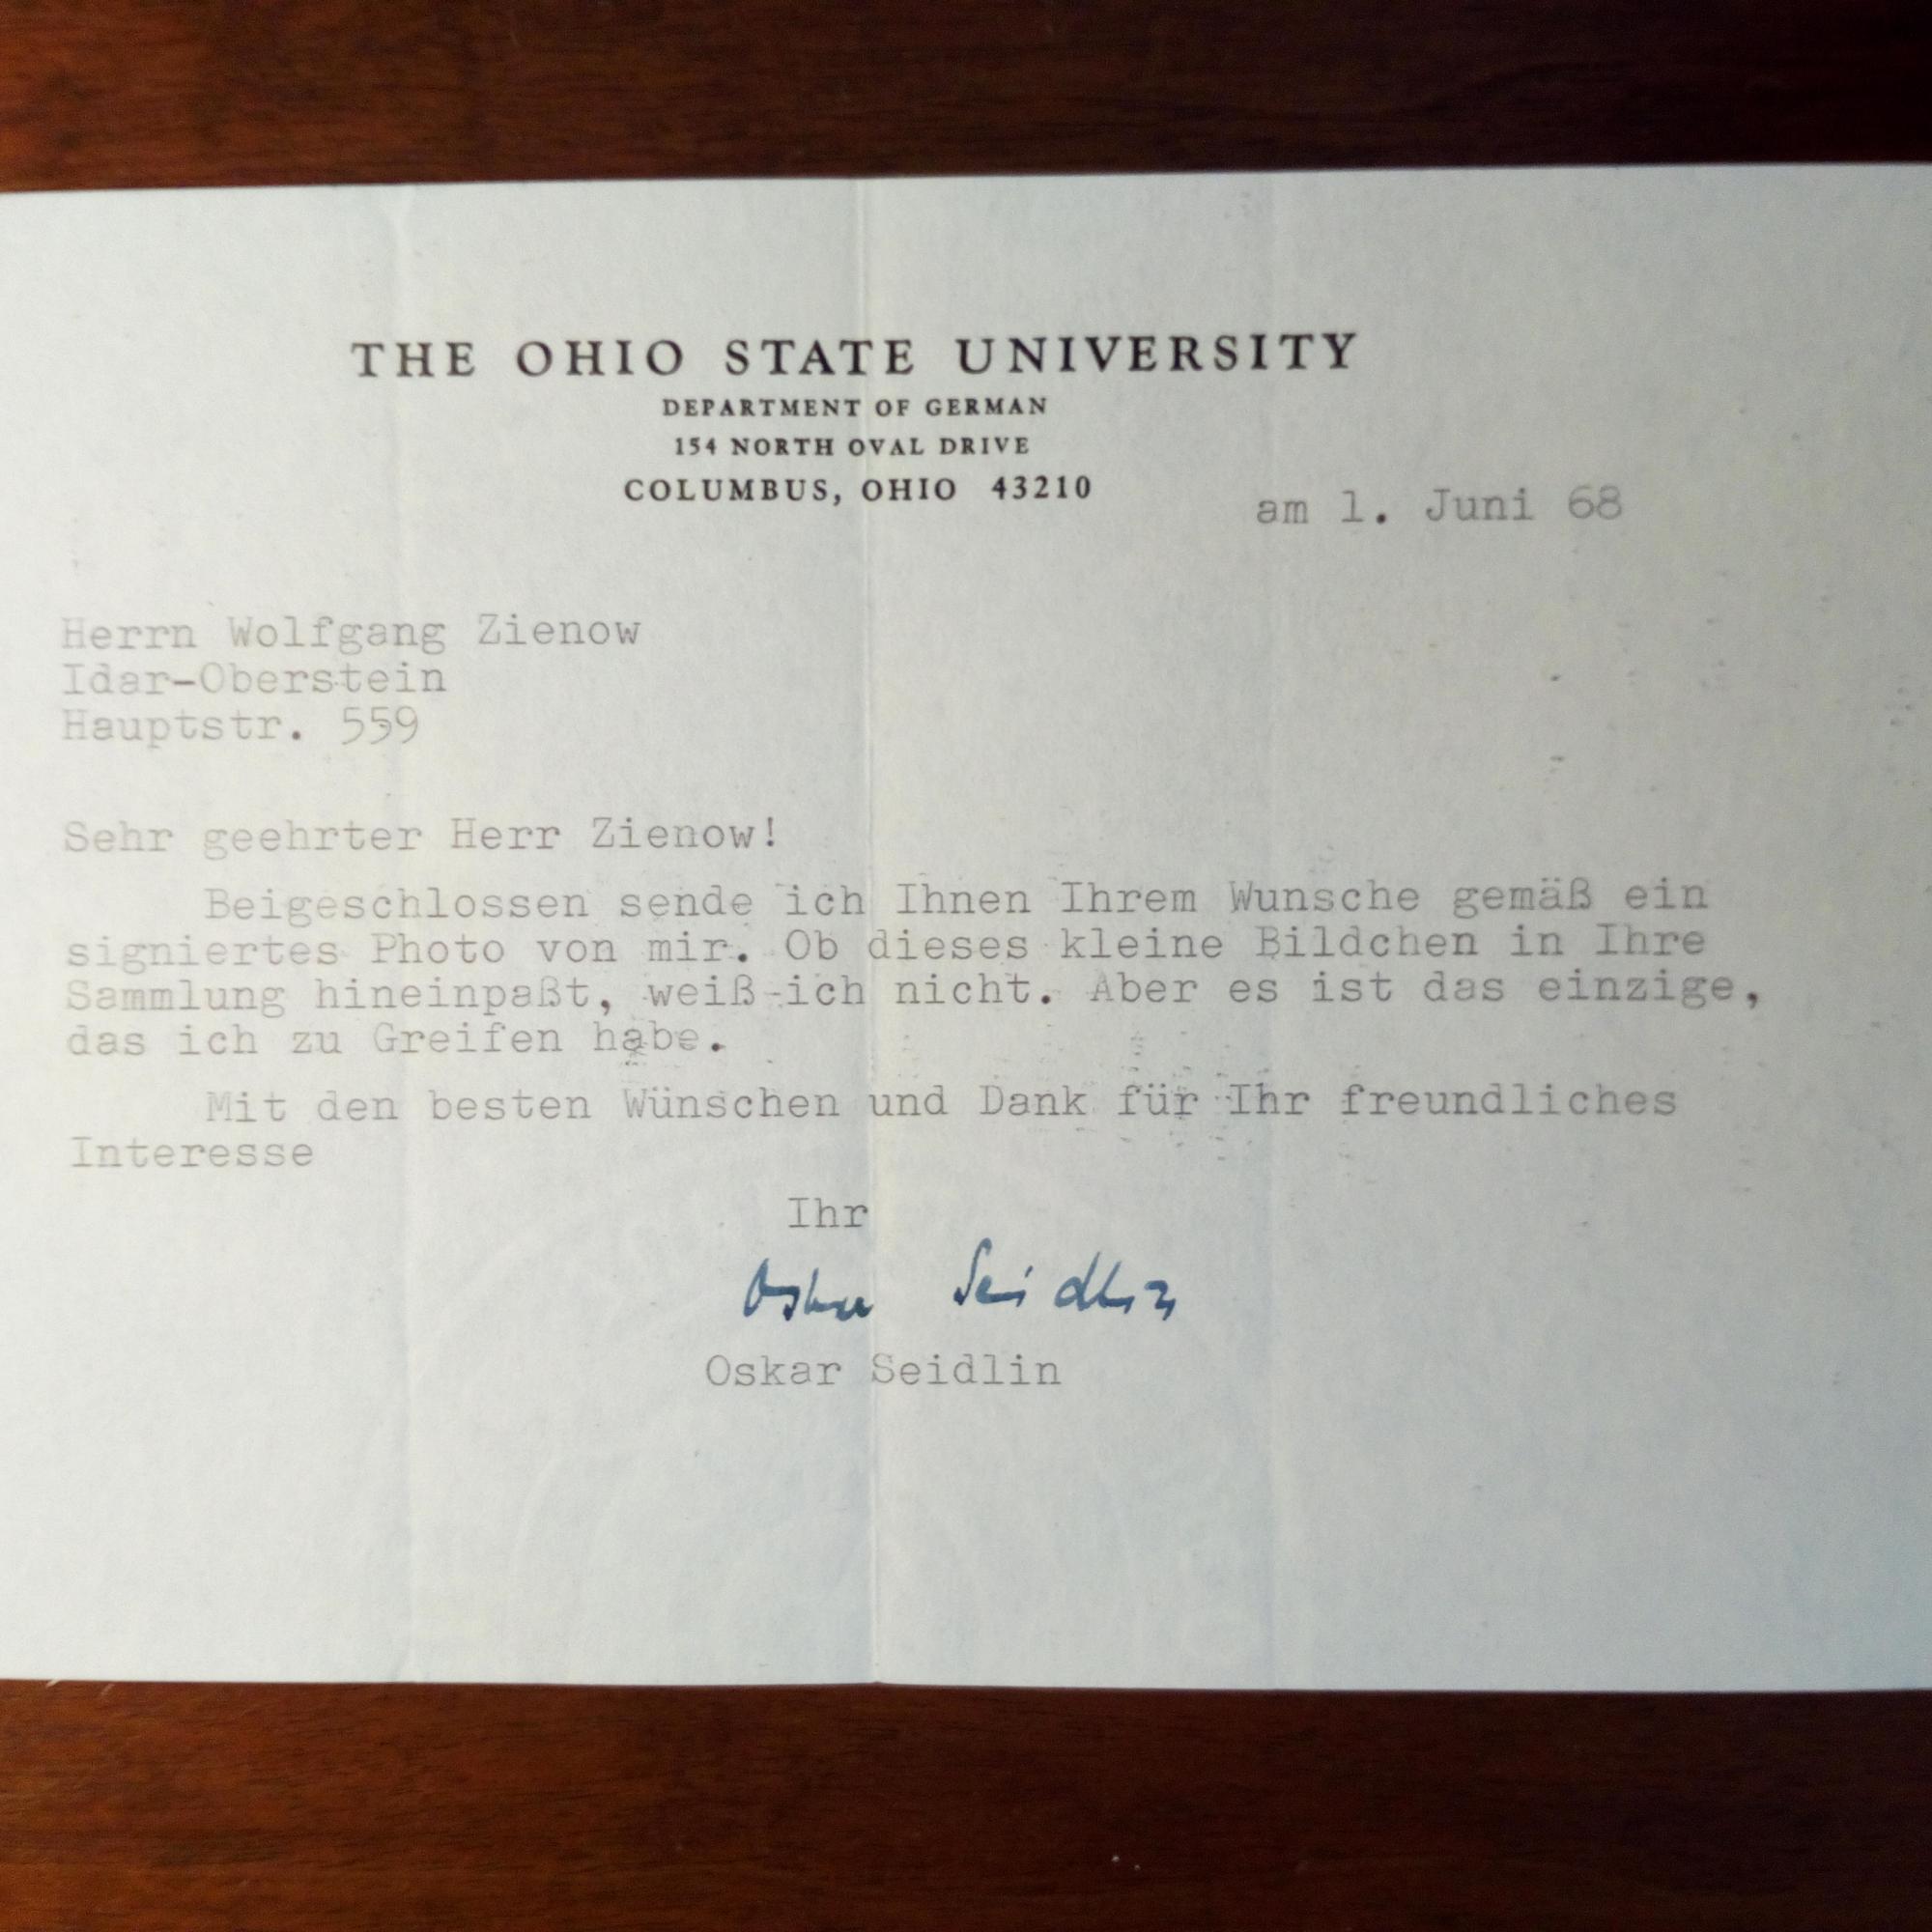 THE OHIO STATE UNIVERSITY
DEPARTMENT OF GERMAN
154 NORTH OVAL DRIVE
COLUMBUS, OHIO 43210
am 1. Juni 68
Herrn Wolfgang Zienow
Idar-Oberstein
Hauptstr. 559
Sehr geehrter Herr Zienow!
Beigeschlossen sende ich Ihnen Ihrem Wunsche gemäß ein
signiertes Photo von mir. Ob dieses kleine Bildchen in Ihre
Sammlung hineinpaßt, weiß ich nicht. Aber es ist das einzige,
das ich zu Greifen habe.
Mit den besten Wünschen und Dank für Ihr freundliches
Interesse
Ihr
Oskar Seidlin
Oskar Seidlin